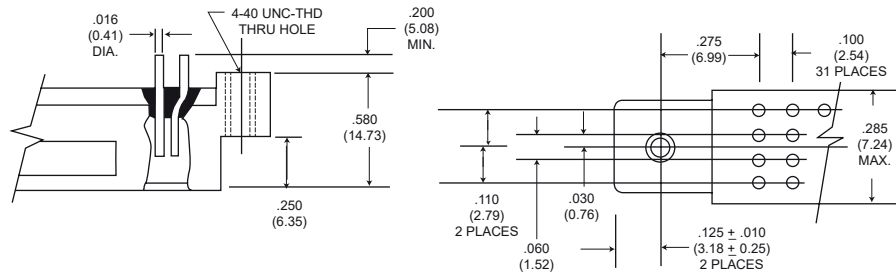 .016
(0.41)
DIA.
4-40 UNC-THD
THRU HOLE
.200
(5.08)
MIN.
.580
(14.73)
.250
(6.35)
.275
(6.99)
.100
(2.54)
31 PLACES
.285
(7.24)
MAX.
.110
(2.79)
2 PLACES
.060
(1.52)
.030
(0.76)
.125 ± .010
(3.18 ± 0.25)
2 PLACES